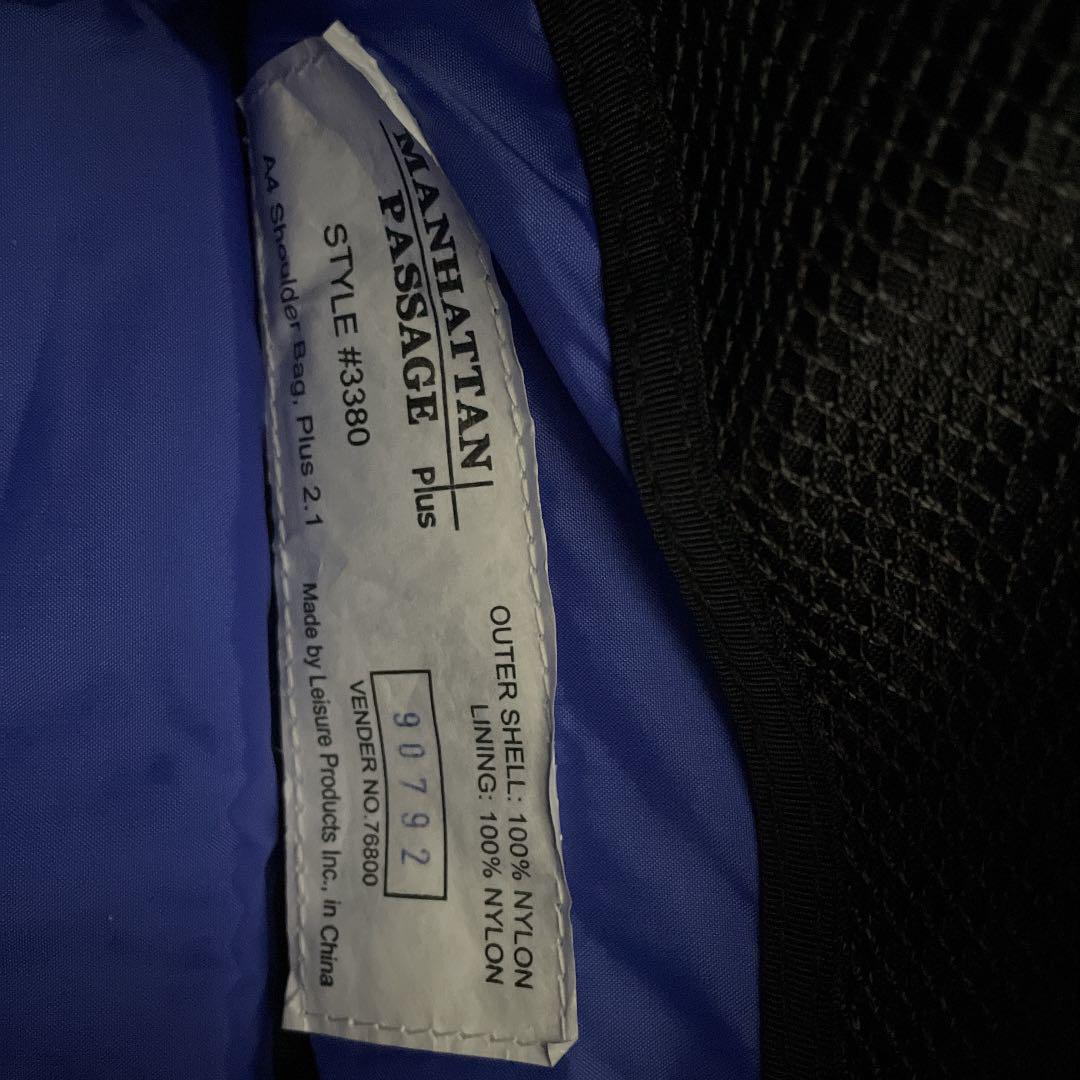 MANHATTAN
PASSAGE Plus
STYLE #3380
A4 Shoulder Bag, Plus 2.1
OUTER SHELL: 100% NYLON
LINING: 100% NYLON
90792
VENDER NO.76800
Made by Leisure Products Inc., in China